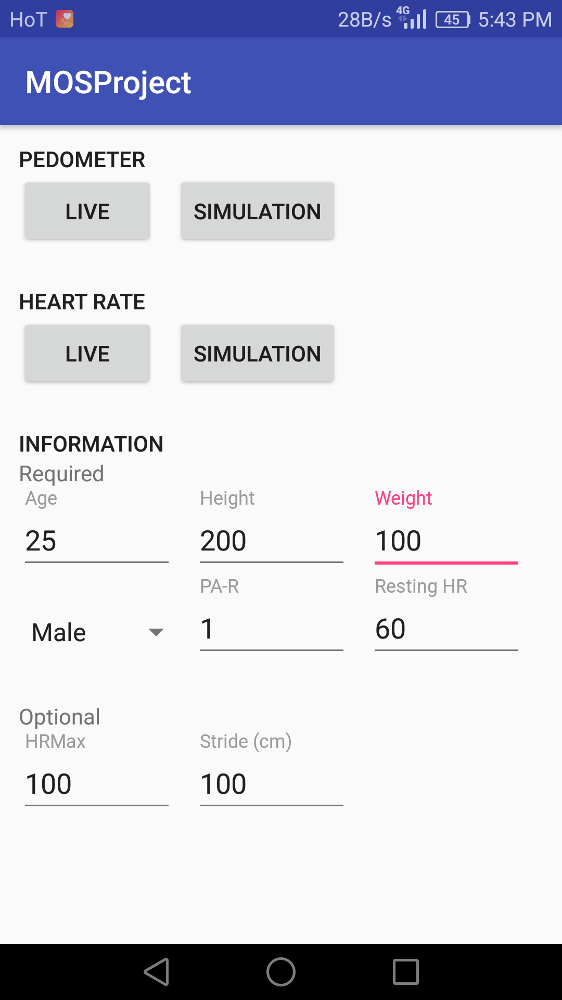 HoT 28B/s 4G 45 5:43 PM
MOSProject
PEDOMETER
LIVE SIMULATION
HEART RATE
LIVE SIMULATION
INFORMATION
Required
Age Height Weight
25 200 100
PA-R Resting HR
Male 1 60
Optional
HRMax Stride (cm)
100 100